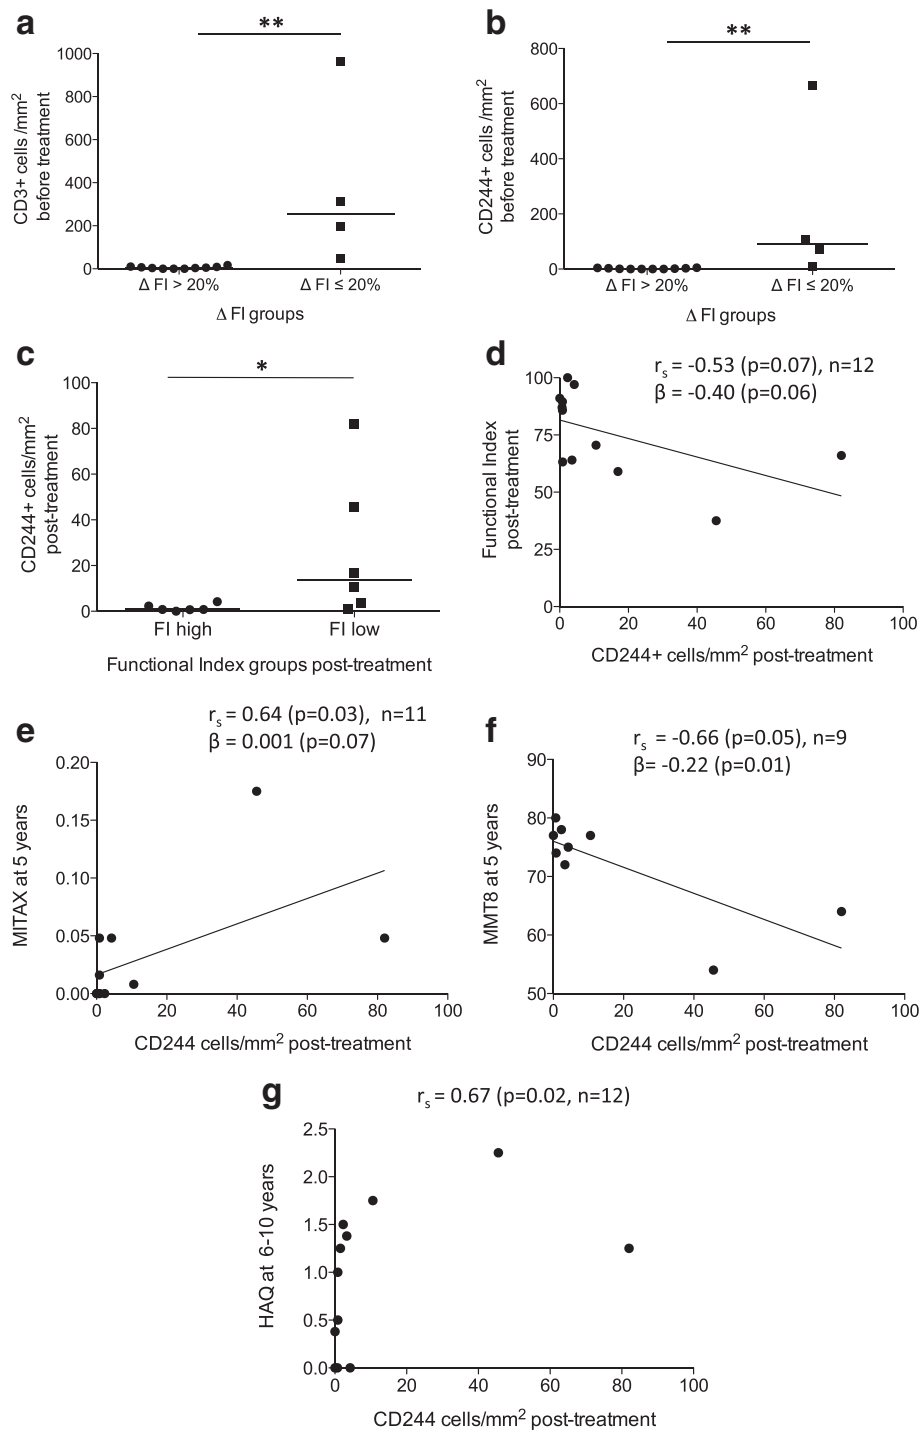 a
**
CD3+ cells /mm²
before treatment
1000
800
600
400
200
0
Δ FI > 20%
Δ FI ≤ 20%
Δ FI groups
b
**
CD244+ cells /mm²
before treatment
800
600
400
200
0
Δ FI > 20%
Δ FI ≤ 20%
Δ FI groups
c
*
CD244+ cells/mm²
post-treatment
100
80
60
40
20
0
FI high
FI low
Functional Index groups post-treatment
d
rₛ = -0.53 (p=0.07), n=12
β = -0.40 (p=0.06)
Functional Index
post-treatment
100
75
50
25
0
0 20 40 60 80 100
CD244+ cells/mm² post-treatment
e
rₛ = 0.64 (p=0.03), n=11
β = 0.001 (p=0.07)
MITAX at 5 years
0.20
0.15
0.10
0.05
0.00
0 20 40 60 80 100
CD244 cells/mm² post-treatment
f
rₛ = -0.66 (p=0.05), n=9
β= -0.22 (p=0.01)
MMT8 at 5 years
90
80
70
60
50
0 20 40 60 80 100
CD244 cells/mm² post-treatment
g
rₛ = 0.67 (p=0.02, n=12)
HAQ at 6-10 years
2.5
2.0
1.5
1.0
0.5
0.0
0 20 40 60 80 100
CD244 cells/mm² post-treatment